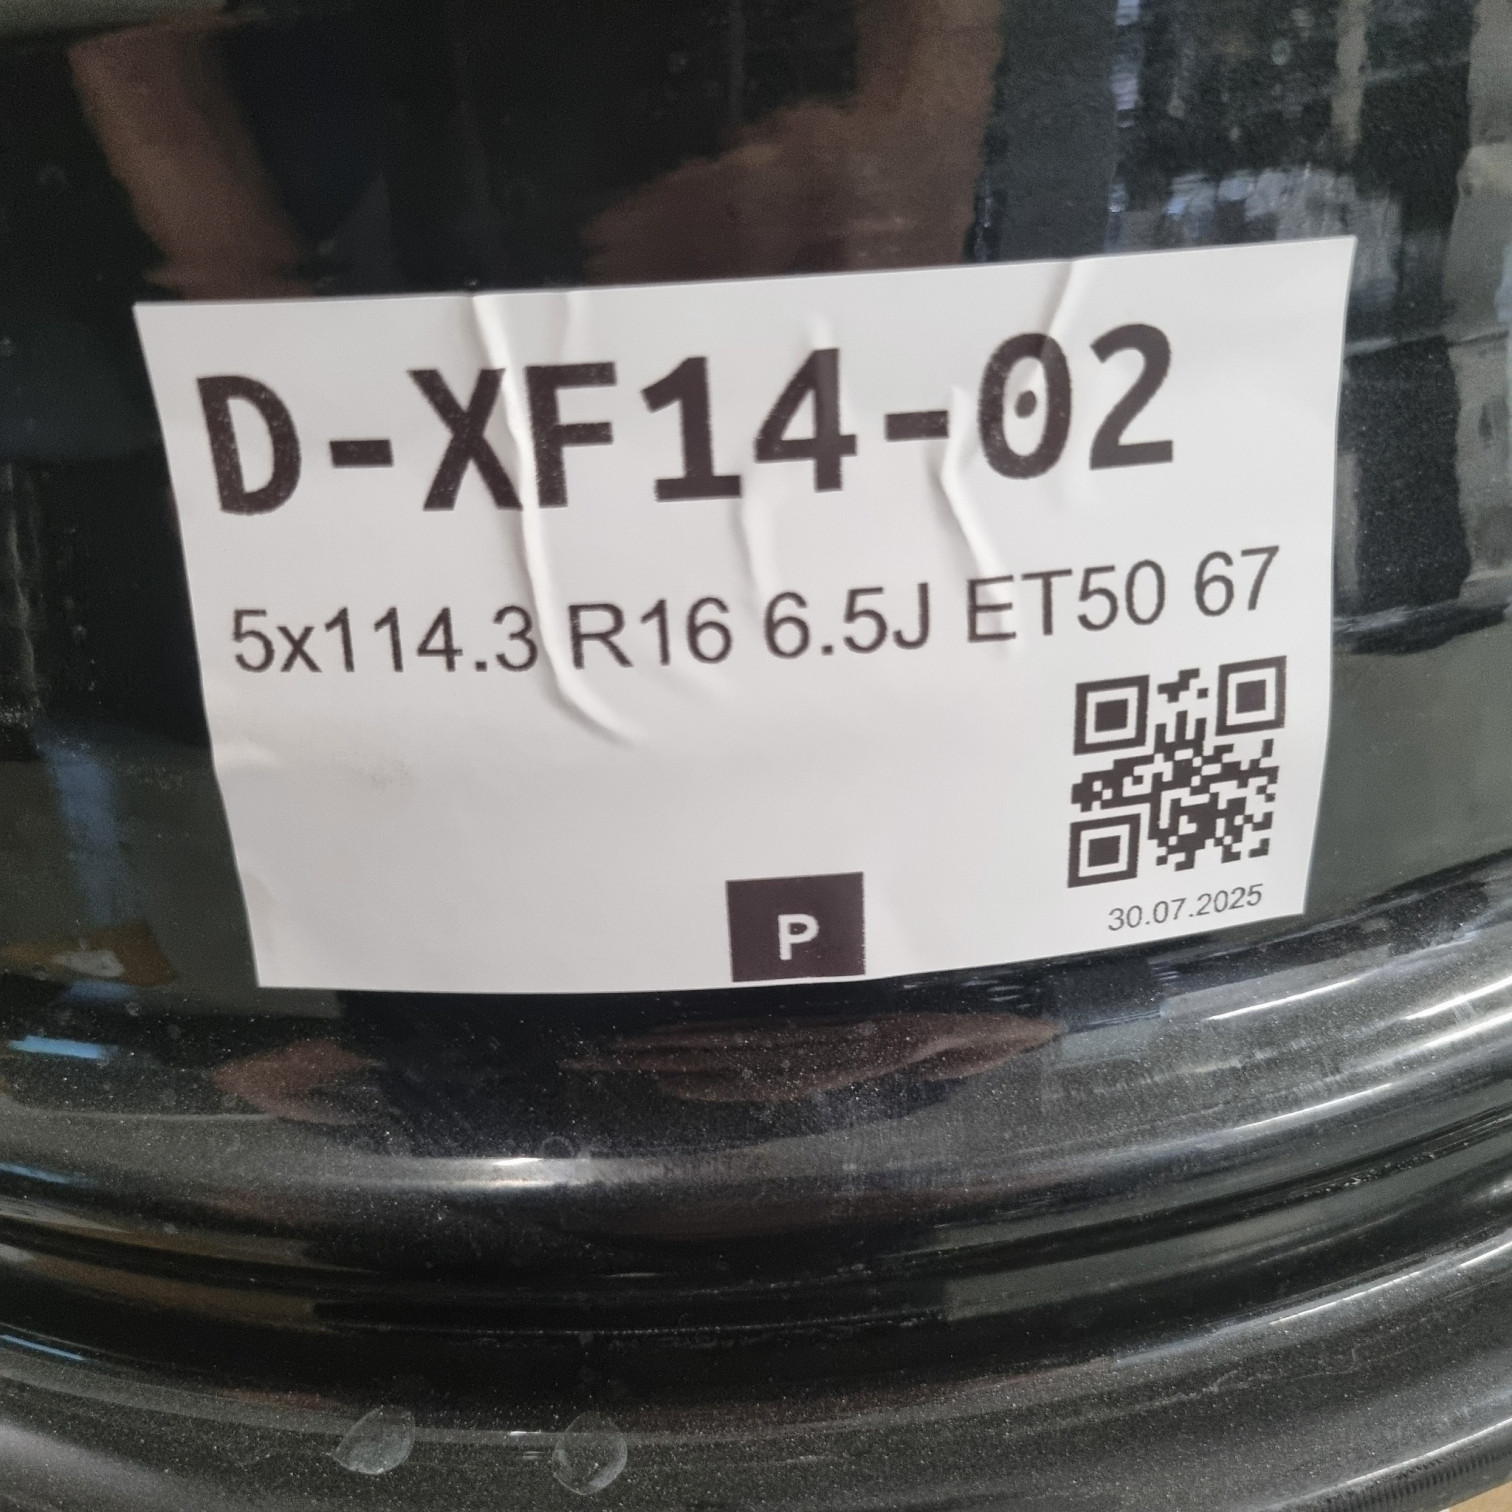 D-XF14-02
5x114.3 R16 6.5J ET50 67
P
30.07.2025